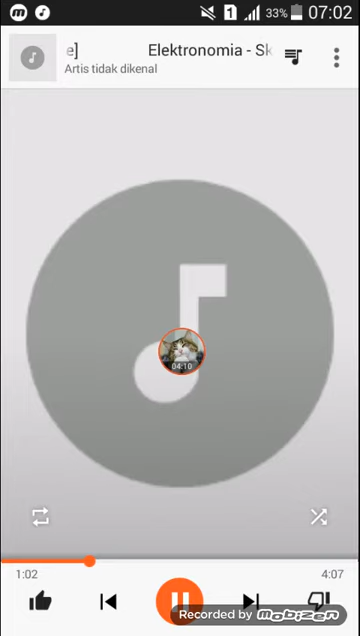 33% 07:02
e] Elektronomia - Sk
Artis tidak dikenal
04:10
1:02 4:07
Recorded by mobizen